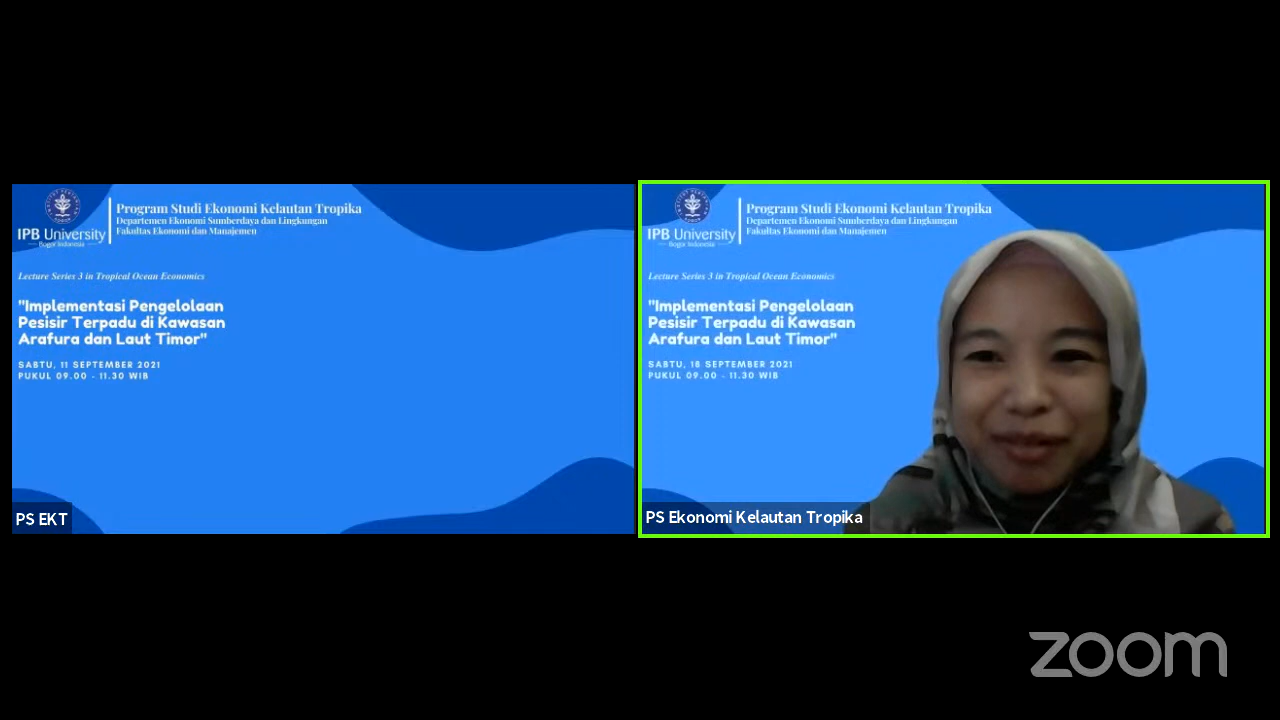 IPB University
Bogor Indonesia
Program Studi Ekonomi Kelautan Tropika
Departemen Ekonomi Sumberdaya dan Lingkungan
Fakultas Ekonomi dan Manajemen
Lecture Series 3 in Tropical Ocean Economics
"Implementasi Pengelolaan
Pesisir Terpadu di Kawasan
Arafura dan Laut Timor"
SABTU, 11 SEPTEMBER 2021
PUKUL 09.00 - 11.30 WIB
PS EKT
IPB University
Bogor Indonesia
Program Studi Ekonomi Kelautan Tropika
Departemen Ekonomi Sumberdaya dan Lingkungan
Fakultas Ekonomi dan Manajemen
Lecture Series 3 in Tropical Ocean Economics
"Implementasi Pengelolaan
Pesisir Terpadu di Kawasan
Arafura dan Laut Timor"
SABTU, 18 SEPTEMBER 2021
PUKUL 09.00 - 11.30 WIB
PS Ekonomi Kelautan Tropika
zoom